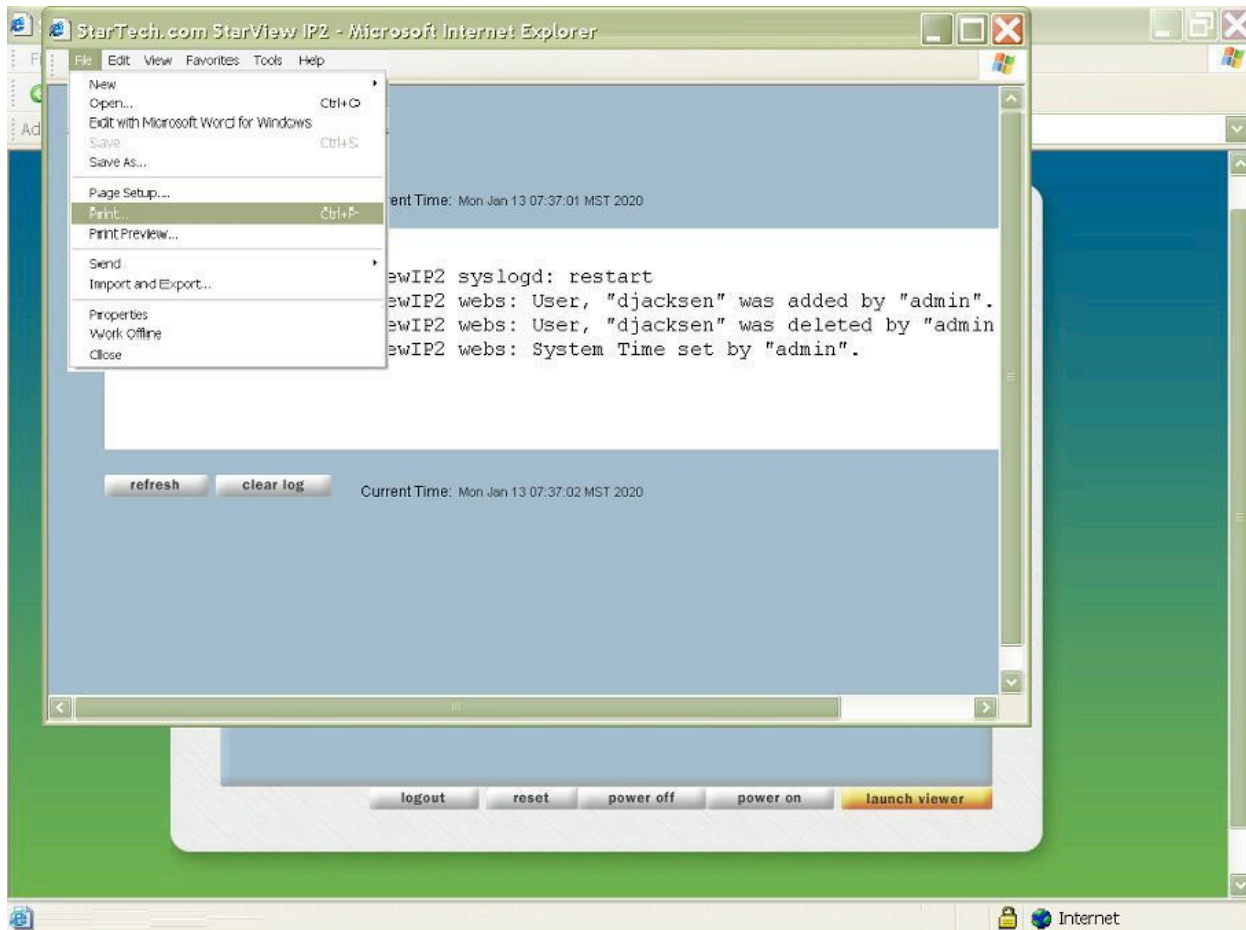 StarTech.com StarView IP2 - Microsoft Internet Explorer
File Edit View Favorites Tools Help
New
Open... Ctrl+O
Edit with Microsoft Word for Windows
Save Ctrl+S
Save As...
Page Setup...
Print... Ctrl+P
Print Preview...
Send
Import and Export...
Properties
Work Offline
Close
Ad
rent Time: Mon Jan 13 07:37:01 MST 2020
ewIP2 syslogd: restart
ewIP2 webs: User, "djacksen" was added by "admin".
ewIP2 webs: User, "djacksen" was deleted by "admin
ewIP2 webs: System Time set by "admin".
refresh clear log Current Time: Mon Jan 13 07:37:02 MST 2020
logout reset power off power on launch viewer
Internet